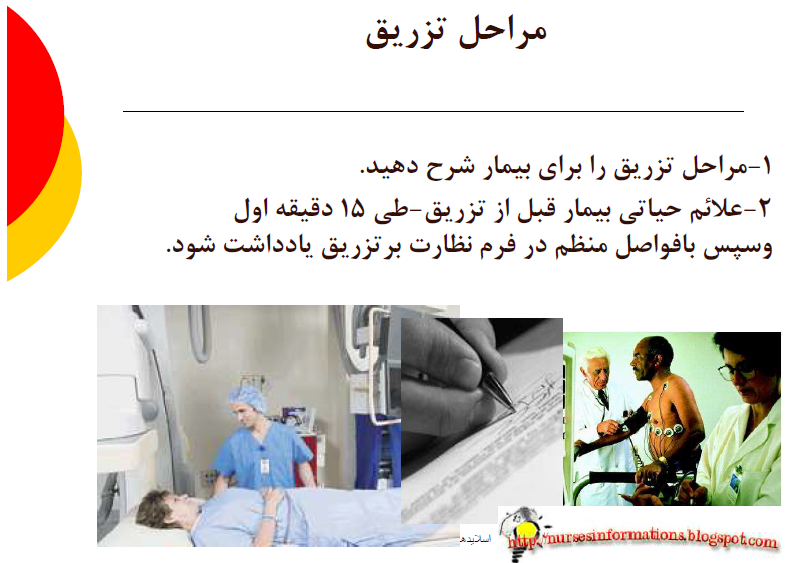 مراحل تزریق
۱-مراحل تزریق را برای بیمار شرح دهید.
۲-علائم حیاتی بیمار قبل از تزریق-طی ۱۵ دقیقه اول
وسپس بافواصل منظم در فرم نظارت برتزریق یادداشت شود.
اسلایدها
http://nursesinformations.blogspot.com